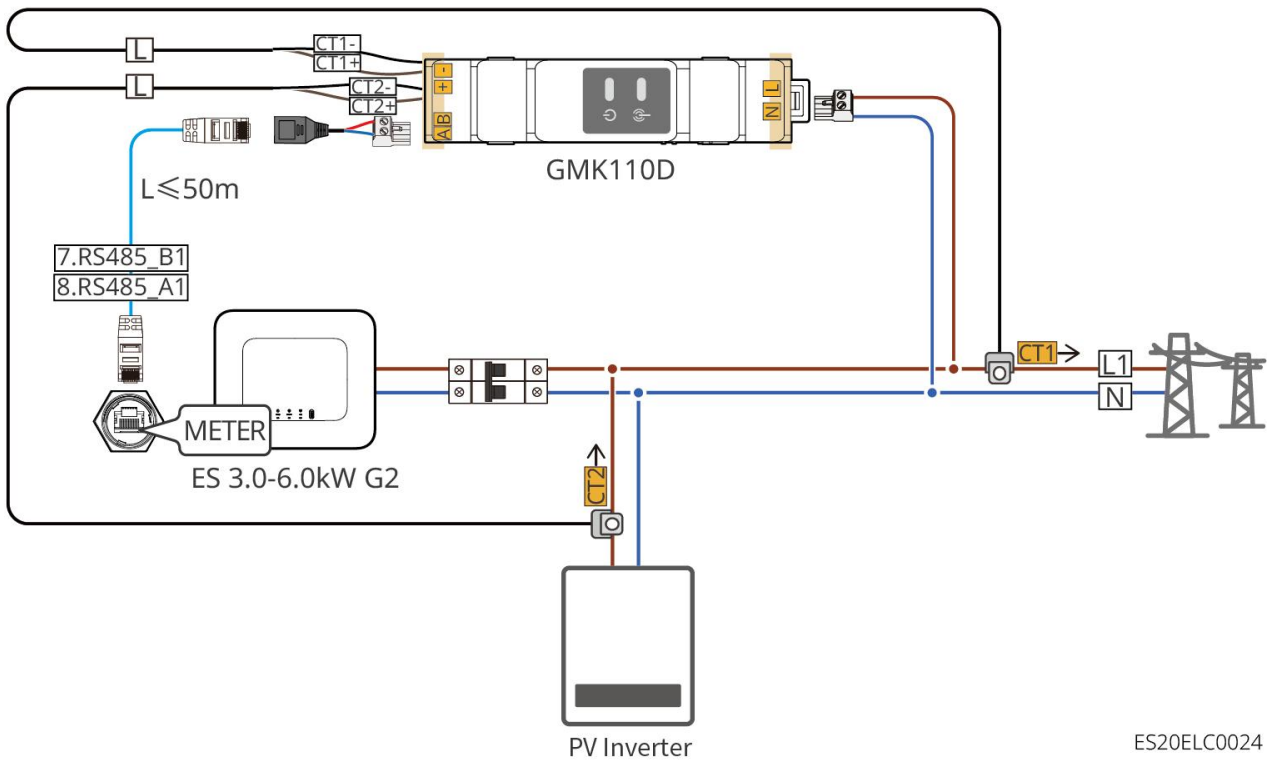 L
CT1-
CT1+
L
CT2-
CT2+
-
+
AB
L
N
GMK110D
L≤50m
7.RS485_B1
8.RS485_A1
METER
ES 3.0-6.0kW G2
CT1
L1
N
CT2
PV Inverter
ES20ELC0024